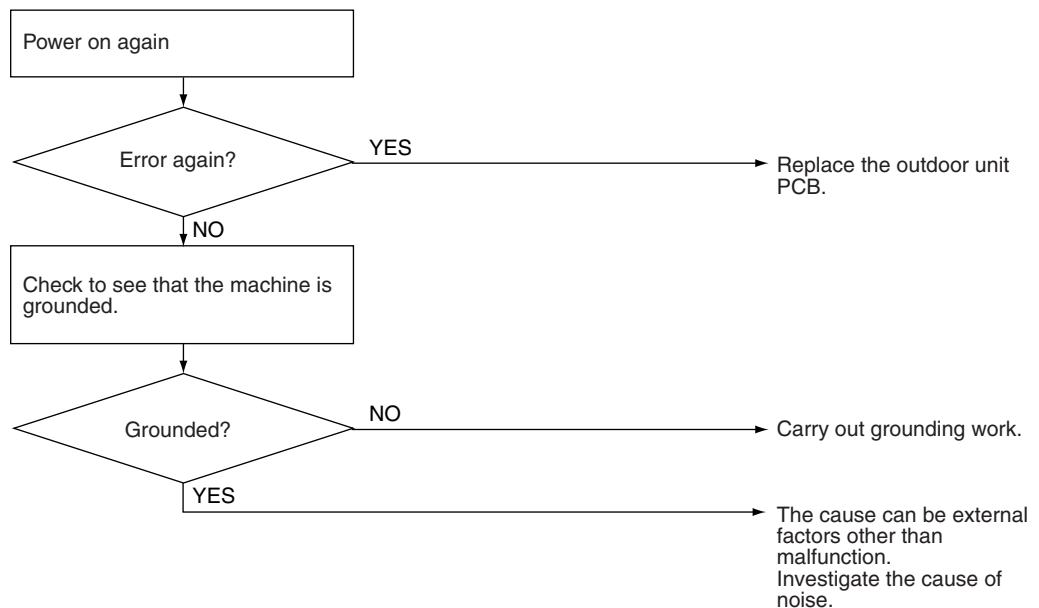 Power on again
Error again?
YES
Replace the outdoor unit
PCB.
NO
Check to see that the machine is
grounded.
Grounded?
NO
Carry out grounding work.
YES
The cause can be external
factors other than
malfunction.
Investigate the cause of
noise.